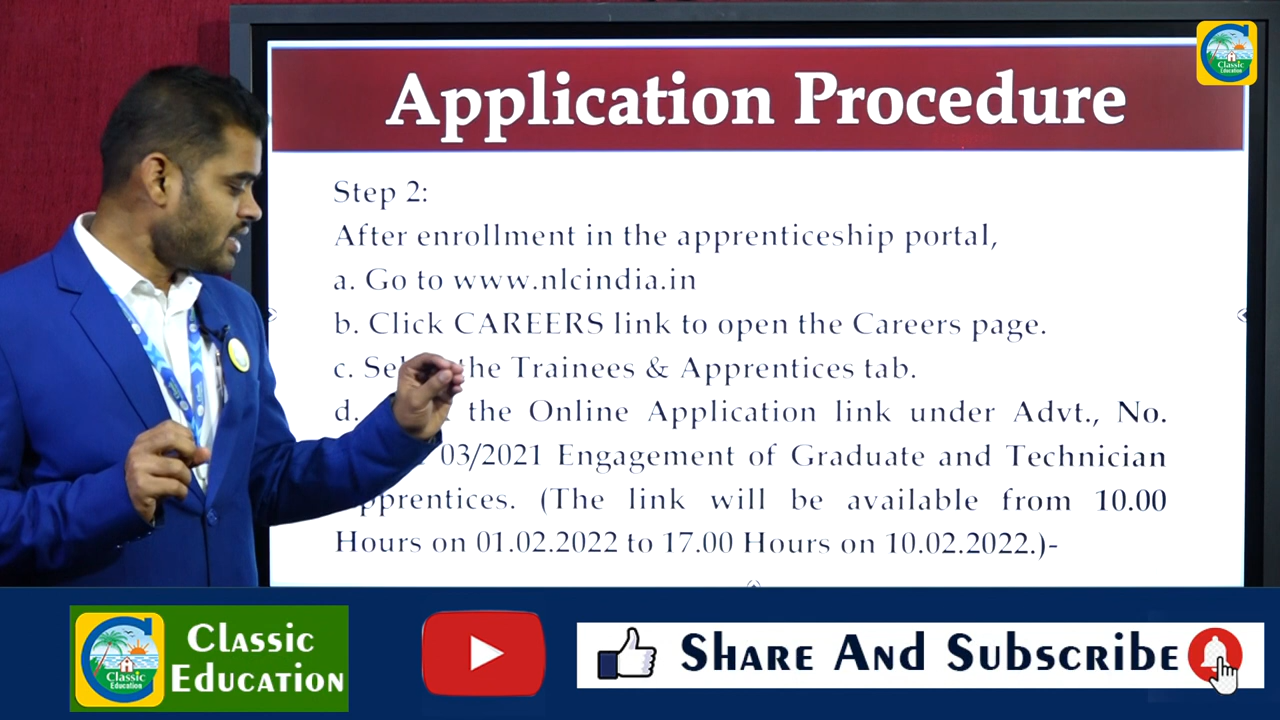 Application Procedure
Classic
Education
Step 2:
After enrollment in the apprenticeship portal,
a. Go to www.nlcindia.in
b. Click CAREERS link to open the Careers page.
c. the Trainees & Apprentices tab.
d. the Online Application link under Advt., No.
03/2021 Engagement of Graduate and Technician
Apprentices. (The link will be available from 10.00
Hours on 01.02.2022 to 17.00 Hours on 10.02.2022.)-
Classic
Education
Classic
Education
Share And Subscribe